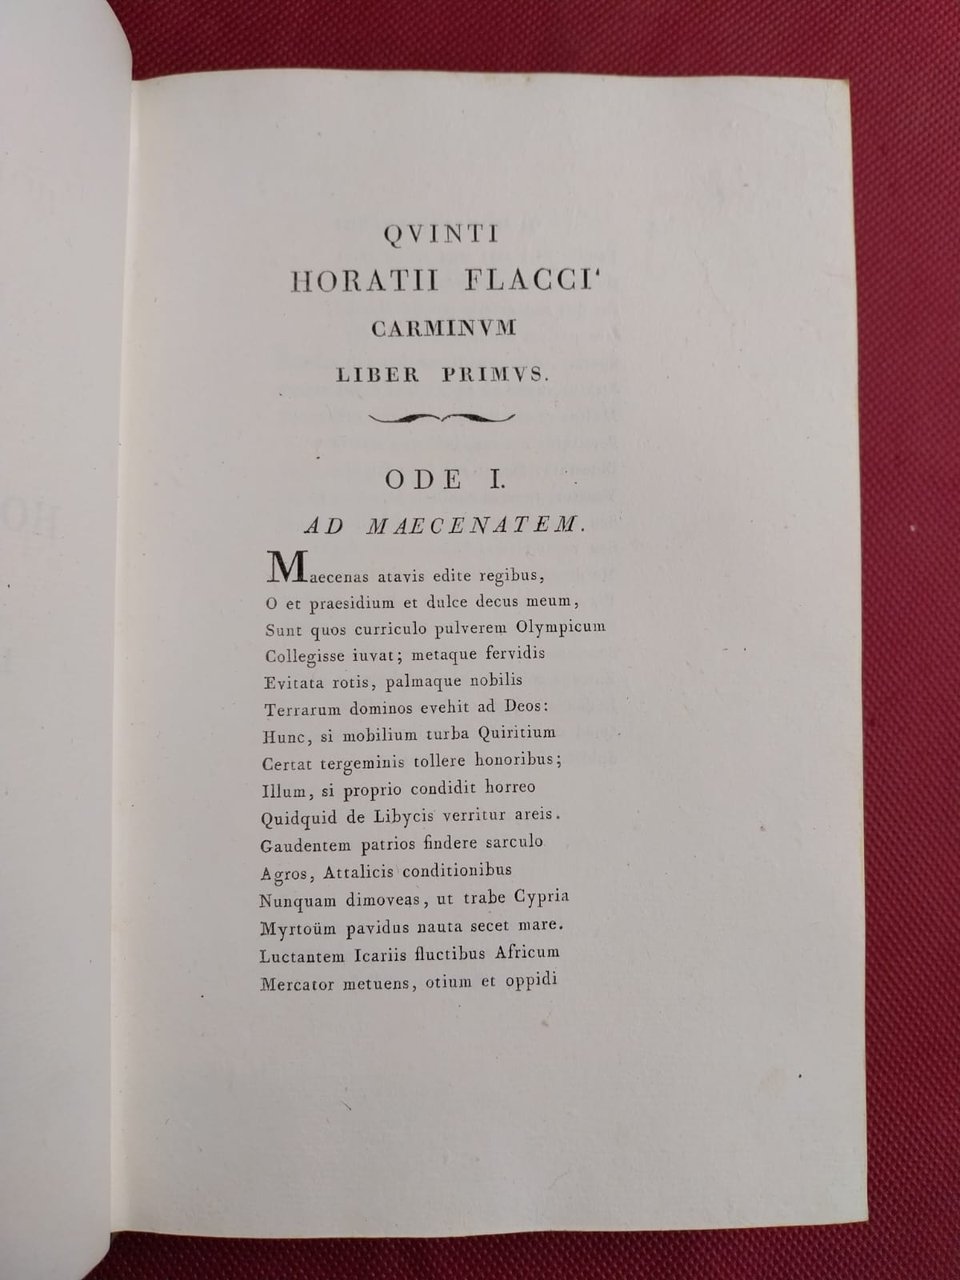 QVINTI
HORATII FLACCI
CARMINVM
LIBER PRIMVS.
ODE I.
AD MAECENATEM.
Maecenas atavis edite regibus,
O et praesidium et dulce decus meum,
Sunt quos curriculo pulverem Olympicum
Collegisse iuvat; metaque fervidis
Evitata rotis, palmaque nobilis
Terrarum dominos evehit ad Deos:
Hunc, si mobilium turba Quiritium
Certat tergeminis tollere honoribus;
Illum, si proprio condidit horreo
Quidquid de Libycis verritur areis.
Gaudentem patrios findere sarculo
Agros, Attalicis conditionibus
Nunquam dimoveas, ut trabe Cypria
Myrtoüm pavidus nauta secet mare.
Luctantem Icariis fluctibus Africum
Mercator metuens, otium et oppidi